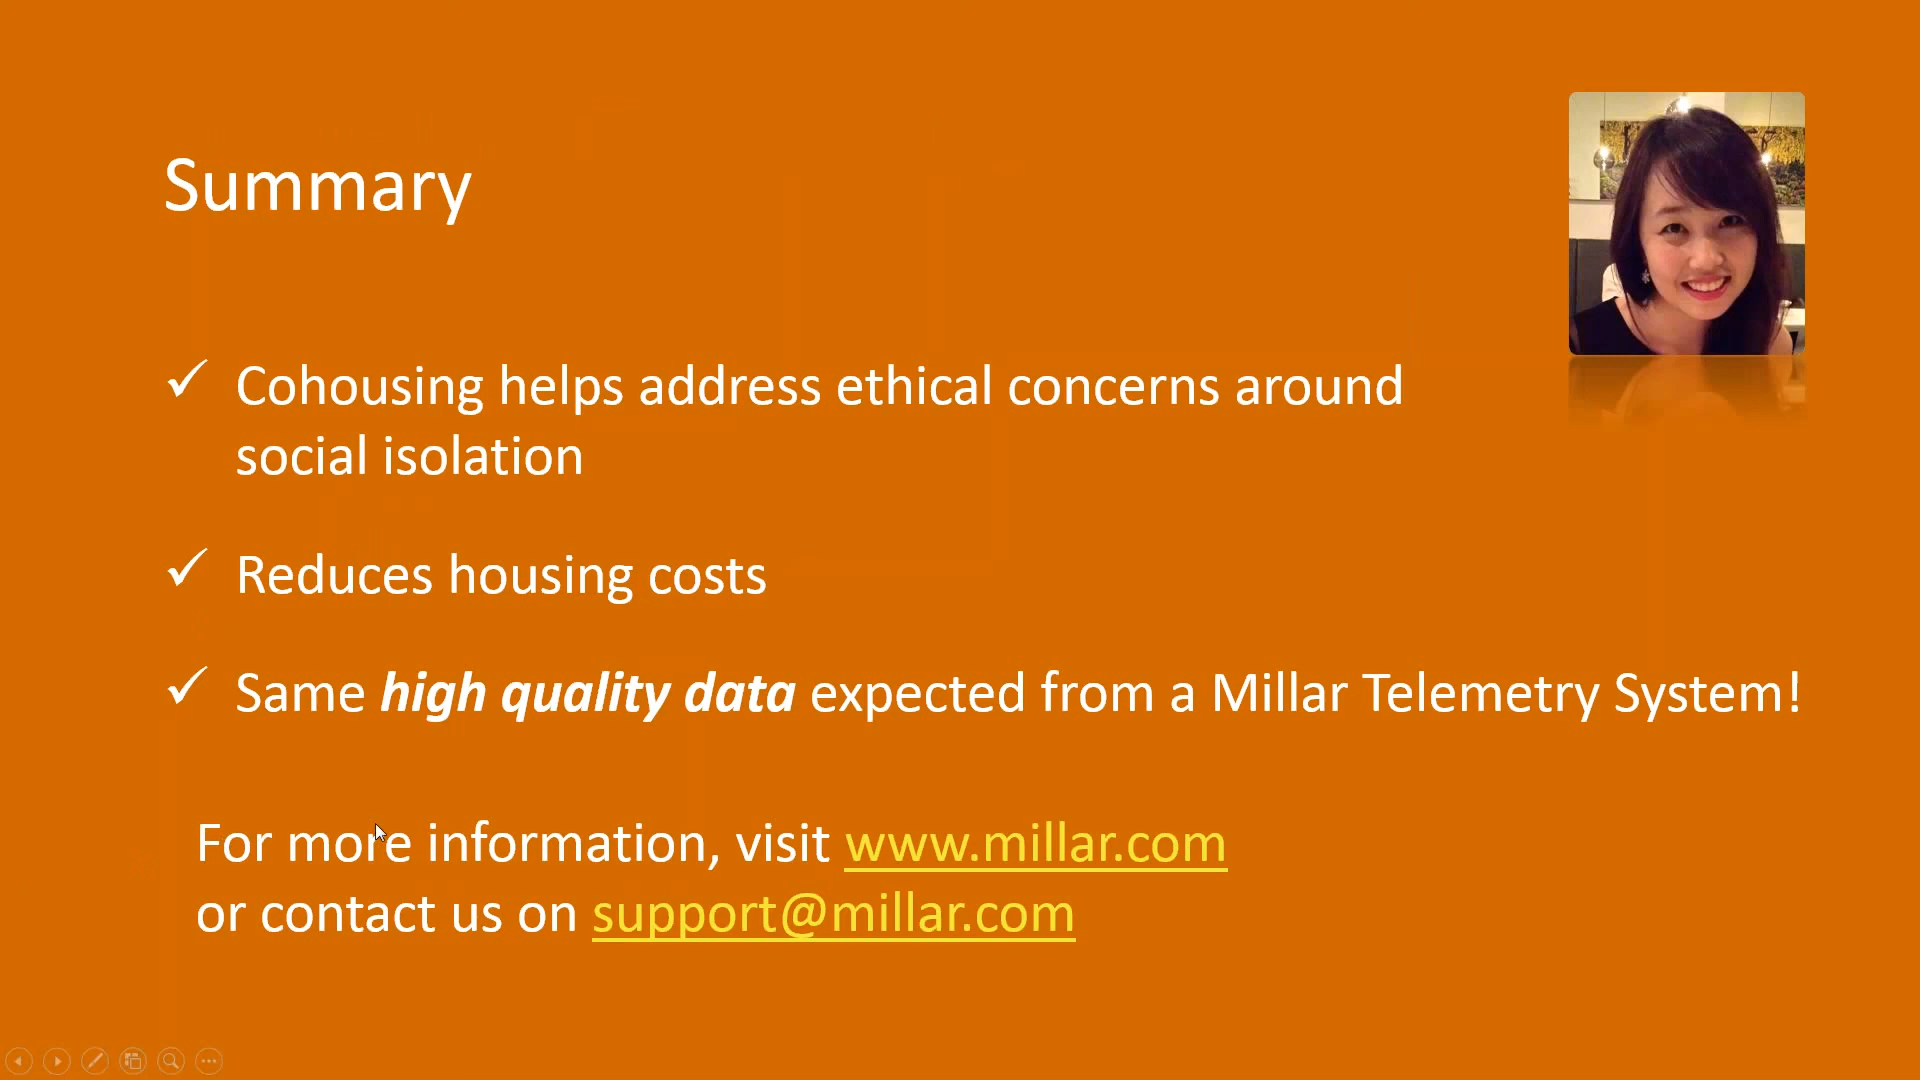 Summary
✓ Cohousing helps address ethical concerns around
social isolation
✓ Reduces housing costs
✓ Same high quality data expected from a Millar Telemetry System!
For more information, visit www.millar.com
or contact us on support@millar.com